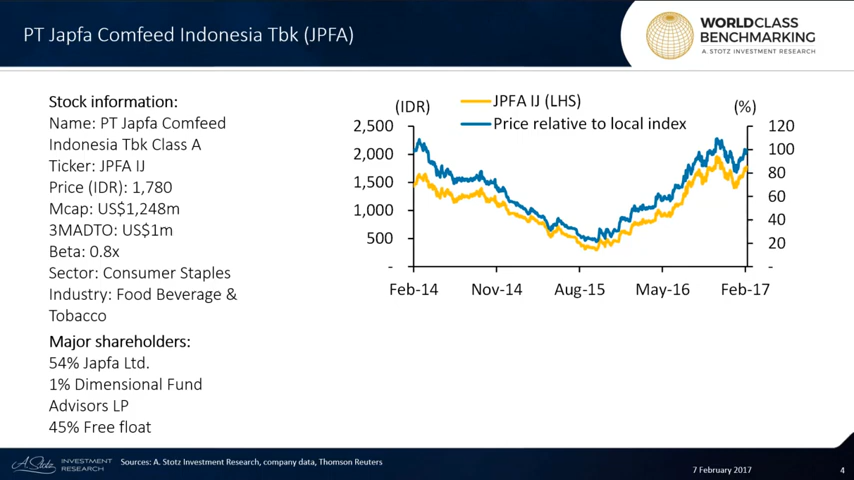 PT Japfa Comfeed Indonesia Tbk (JPFA)
WORLDCLASS
BENCHMARKING
A STOTZ INVESTMENT RESEARCH
Stock information:
Name: PT Japfa Comfeed
Indonesia Tbk Class A
Ticker: JPFA IJ
Price (IDR): 1,780
Mcap: US$1,248m
3MADTO: US$1m
Beta: 0.8x
Sector: Consumer Staples
Industry: Food Beverage &
Tobacco
Major shareholders:
54% Japfa Ltd.
1% Dimensional Fund
Advisors LP
45% Free float
(IDR)
JPFA IJ (LHS)
Price relative to local index
(%)
2,500
2,000
1,500
1,000
500
-
120
100
80
60
40
20
-
Feb-14 Nov-14 Aug-15 May-16 Feb-17
A. Stotz INVESTMENT
RESEARCH
Sources: A. Stotz Investment Research, company data, Thomson Reuters
7 February 2017
4